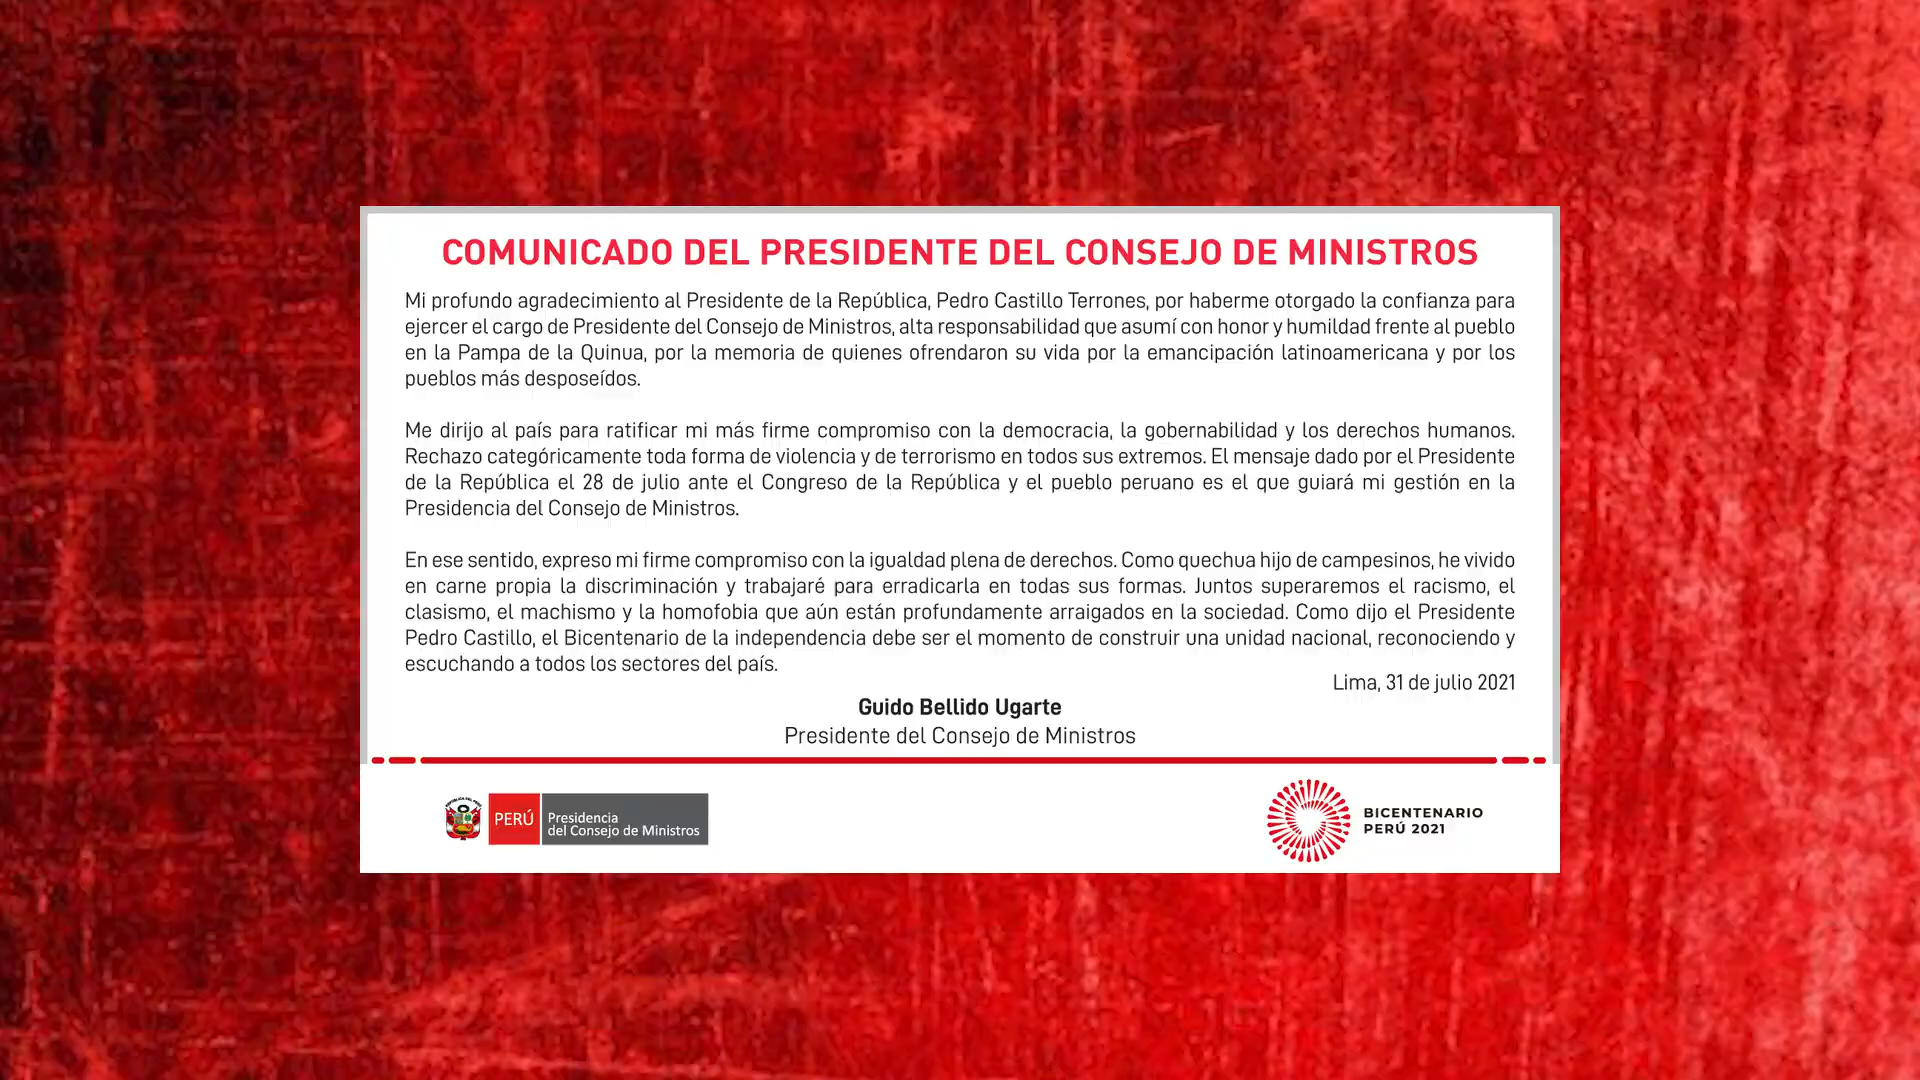 COMUNICADO DEL PRESIDENTE DEL CONSEJO DE MINISTROS
Mi profundo agradecimiento al Presidente de la República, Pedro Castillo Terrones, por haberme otorgado la confianza para
ejercer el cargo de Presidente del Consejo de Ministros, alta responsabilidad que asumí con honor y humildad frente al pueblo
en la Pampa de la Quinua, por la memoria de quienes ofrendaron su vida por la emancipación latinoamericana y por los
pueblos más desposeídos.
Me dirijo al país para ratificar mi más firme compromiso con la democracia, la gobernabilidad y los derechos humanos.
Rechazo categóricamente toda forma de violencia y de terrorismo en todos sus extremos. El mensaje dado por el Presidente
de la República el 28 de julio ante el Congreso de la República y el pueblo peruano es el que guiará mi gestión en la
Presidencia del Consejo de Ministros.
En ese sentido, expreso mi firme compromiso con la igualdad plena de derechos. Como quechua hijo de campesinos, he vivido
en carne propia la discriminación y trabajaré para erradicarla en todas sus formas. Juntos superaremos el racismo, el
clasismo, el machismo y la homofobia que aún están profundamente arraigados en la sociedad. Como dijo el Presidente
Pedro Castillo, el Bicentenario de la independencia debe ser el momento de construir una unidad nacional, reconociendo y
escuchando a todos los sectores del país.
Lima, 31 de julio 2021
Guido Bellido Ugarte
Presidente del Consejo de Ministros
PERÚ
Presidencia
del Consejo de Ministros
BICENTENARIO
PERÚ 2021